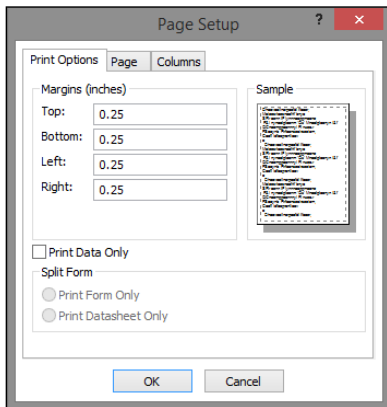 Page Setup ?
Print Options Page Columns
Margins (inches)
Sample
Top: 0.25
Bottom: 0.25
Left: 0.25
Right: 0.25
Print Data Only
Split Form
Print Form Only
Print Datasheet Only
OK Cancel